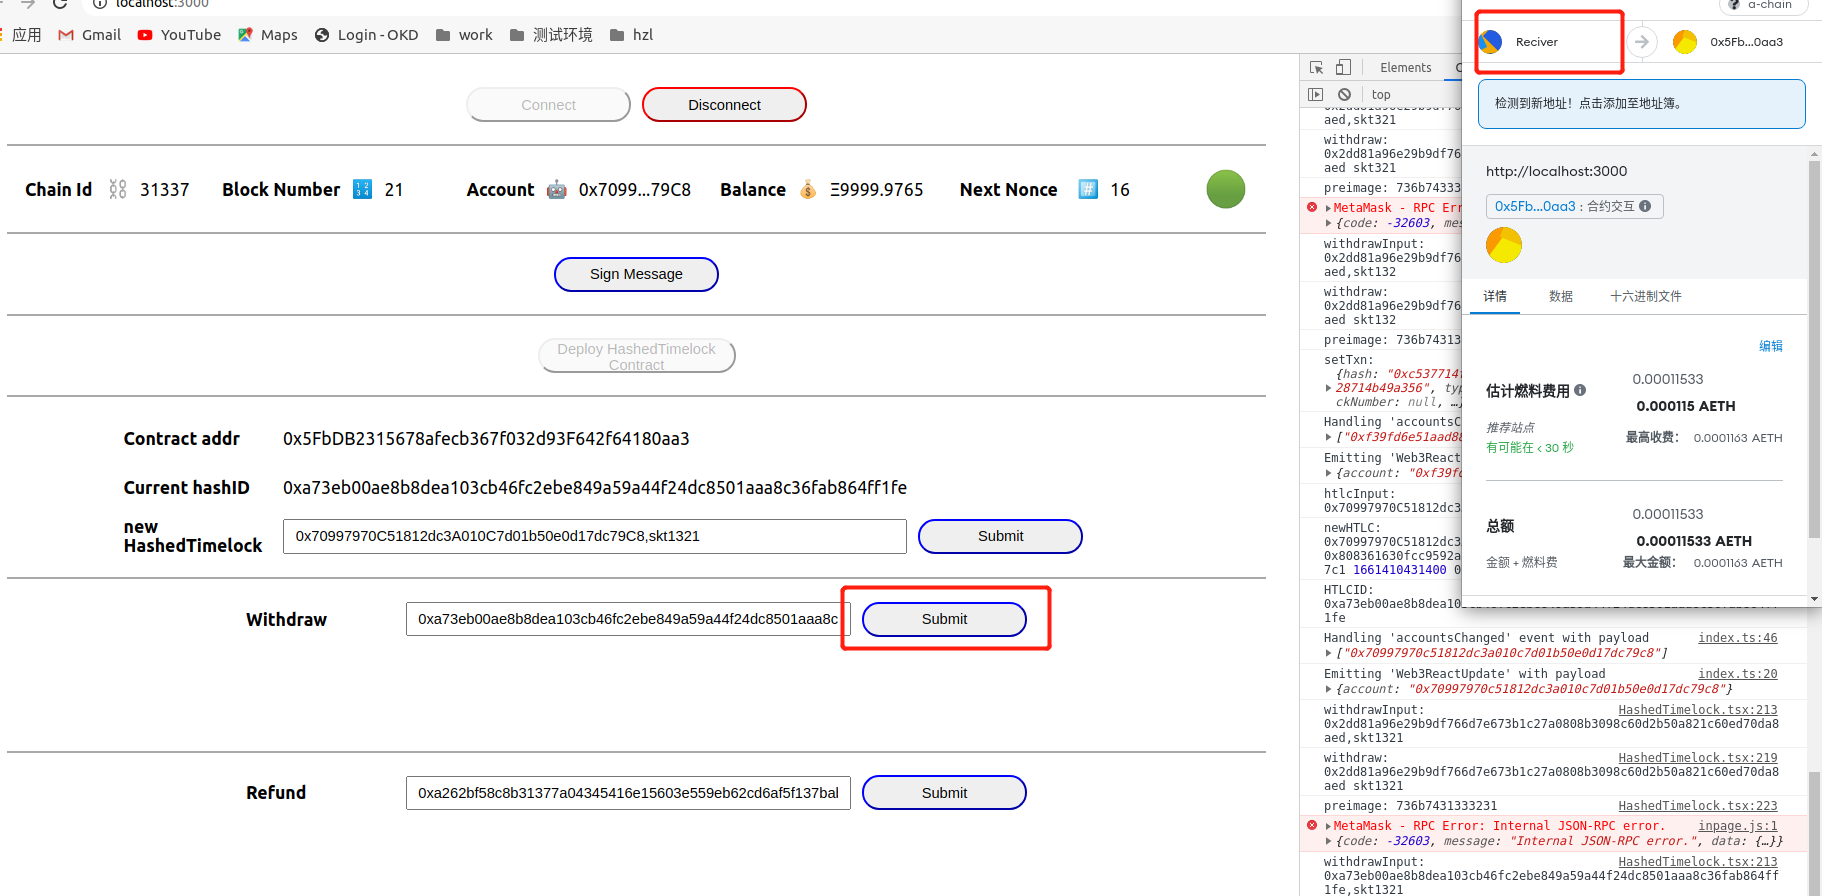 localhost:3000
应用 Gmail YouTube Maps Login - OKD work 测试环境 hzl
Connect Disconnect
Chain Id 31337 Block Number 21 Account 0x7099...79C8 Balance Ξ9999.9765 Next Nonce 16
Sign Message
Deploy HashedTimelock
Contract
Contract addr 0x5FbDB2315678afecb367f032d93F642f64180aa3
Current hashID 0xa73eb00ae8b8dea103cb46fc2ebe849a59a44f24dc8501aaa8c36fab864ff1fe
new
HashedTimelock 0x70997970C51812dc3A010C7d01b50e0d17dc79C8,skt1321 Submit
Withdraw 0xa73eb00ae8b8dea103cb46fc2ebe849a59a44f24dc8501aaa8c Submit
Refund 0xa262bf58c8b31377a04345416e15603e559eb62cd6af5f137bal Submit
Elements
top
aed,skt321
withdraw:
0x2dd81a96e29b9df76
aed skt321
preimage: 736b74333
MetaMask - RPC Err
{code: -32603, mes
withdrawInput:
0x2dd81a96e29b9df76
aed,skt132
withdraw:
0x2dd81a96e29b9df76
aed skt132
preimage: 736b74313
setTxn:
{hash: "0xc537714f
28714b49a356", typ
ckNumber: null, …}
Handling 'accountsC
["0xf39fd6e51aad88
Emitting 'Web3React
{account: "0xf39fd
htlcInput:
0x70997970C51812dc3
newHTLC:
0x70997970C51812dc3
0x808361630fcc9592a
7c1 1661410431400 0
HTLCID:
1fe
Handling 'accountsChanged' event with payload index.ts:46
["0x70997970c51812dc3a010c7d01b50e0d17dc79c8"]
Emitting 'Web3ReactUpdate' with payload index.ts:20
{account: "0x70997970c51812dc3a010c7d01b50e0d17dc79c8"}
withdrawInput: HashedTimelock.tsx:213
0x2dd81a96e29b9df766d7e673b1c27a0808b3098c60d2b50a821c60ed70da8
aed,skt1321
withdraw: HashedTimelock.tsx:219
0x2dd81a96e29b9df766d7e673b1c27a0808b3098c60d2b50a821c60ed70da8
aed skt1321
preimage: 736b7431333231 HashedTimelock.tsx:223
MetaMask - RPC Error: Internal JSON-RPC error. inpage.js:1
{code: -32603, message: "Internal JSON-RPC error.", data: {…}}
withdrawInput: HashedTimelock.tsx:213
0xa73eb00ae8b8dea103cb46fc2ebe849a59a44f24dc8501aaa8c36fab864ff
1fe,skt1321
a-chain
Reciver 0x5Fb...0aa3
检测到新地址！点击添加至地址簿。
http://localhost:3000
0x5Fb...0aa3 : 合约交互
详情 数据 十六进制文件
编辑
0.00011533
估计燃料费用 0.000115 AETH
推荐站点 最高收费： 0.0001163 AETH
有可能在 < 30 秒
0.00011533
总额 0.00011533 AETH
金额 + 燃料费 最大金额： 0.0001163 AETH